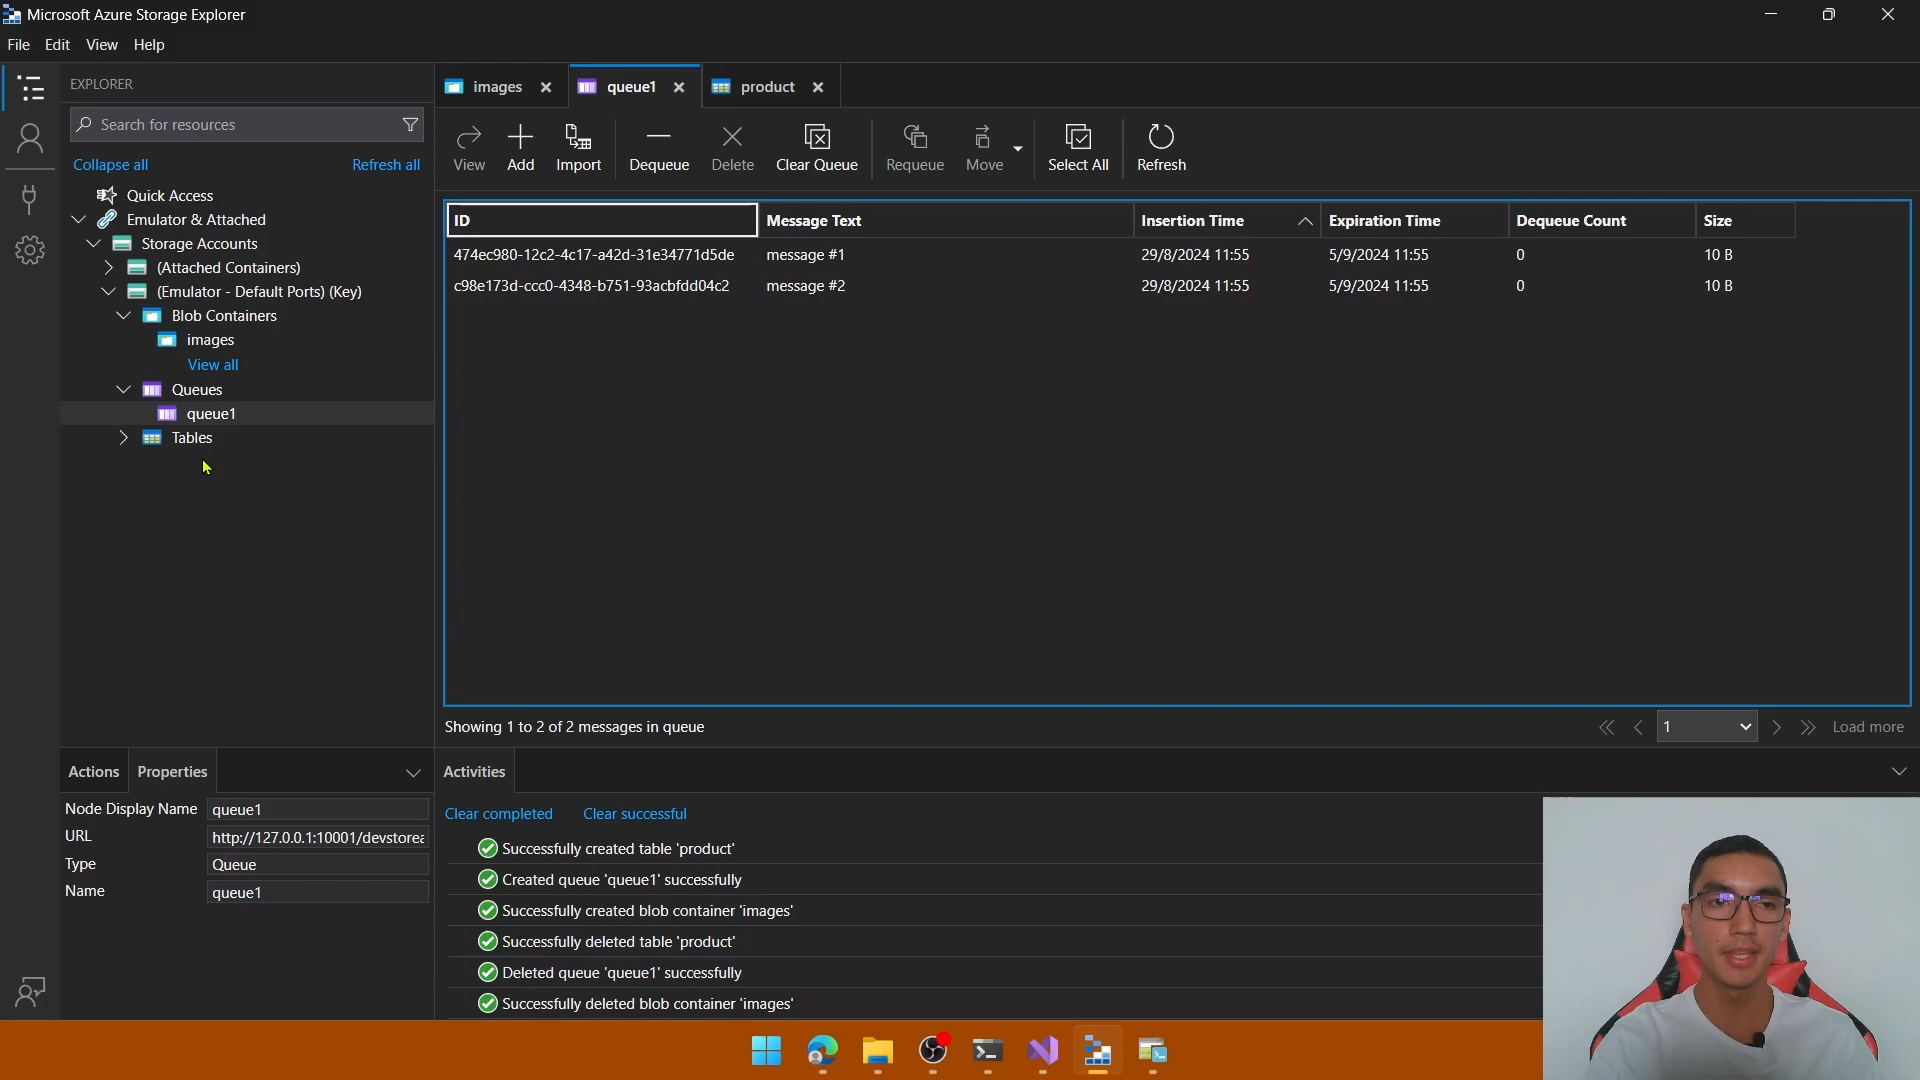 Microsoft Azure Storage Explorer
File Edit View Help
EXPLORER
Search for resources
Collapse all Refresh all
Quick Access
Emulator & Attached
Storage Accounts
(Attached Containers)
(Emulator - Default Ports) (Key)
Blob Containers
images
View all
Queues
queue1
Tables
images queue1 product
View Add Import Dequeue Delete Clear Queue Requeue Move Select All Refresh
ID Message Text Insertion Time Expiration Time Dequeue Count Size
474ec980-12c2-4c17-a42d-31e34771d5de message #1 29/8/2024 11:55 5/9/2024 11:55 0 10 B
c98e173d-ccc0-4348-b751-93acbfdd04c2 message #2 29/8/2024 11:55 5/9/2024 11:55 0 10 B
Showing 1 to 2 of 2 messages in queue
1 Load more
Actions Properties
Node Display Name queue1
URL http://127.0.0.1:10001/devstorea
Type Queue
Name queue1
Activities
Clear completed Clear successful
Successfully created table 'product'
Created queue 'queue1' successfully
Successfully created blob container 'images'
Successfully deleted table 'product'
Deleted queue 'queue1' successfully
Successfully deleted blob container 'images'